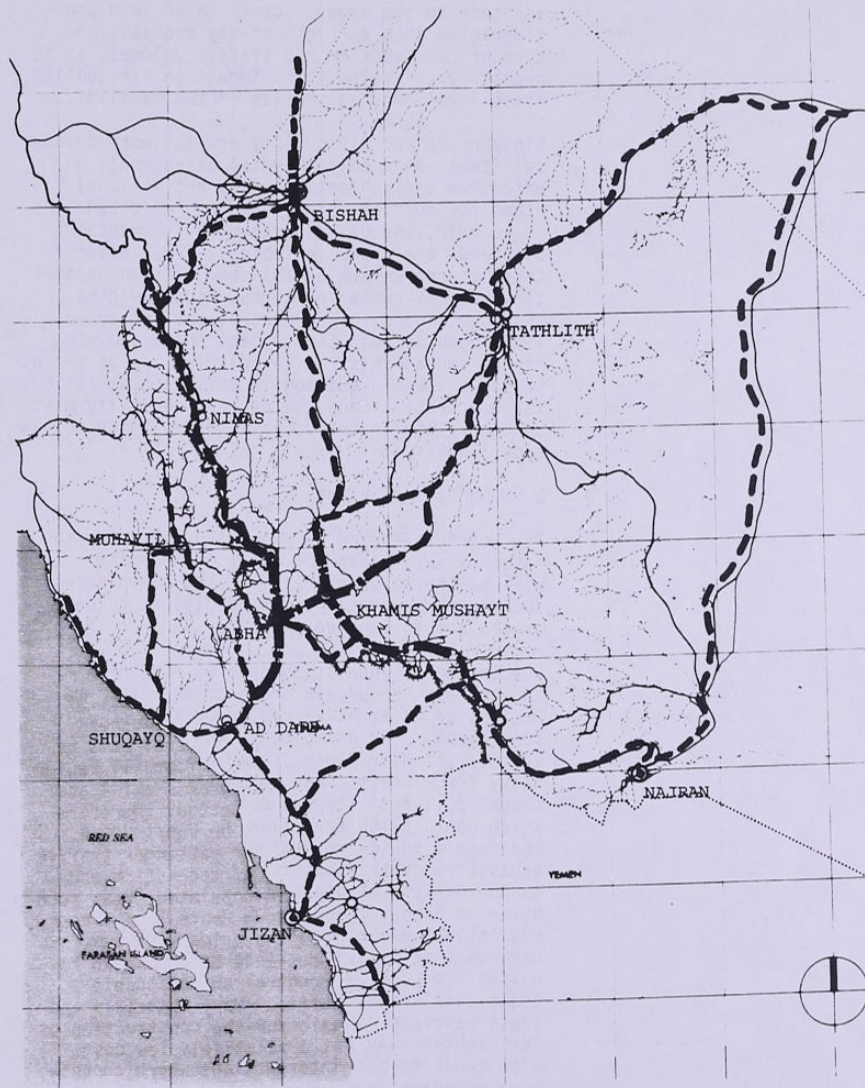 BISHAH
TATHLITH
NIMAS
MUHAYIL
KHAMIS MUSHAYT
ABHA
SHUQAYQ
AD DARB
NAJRAN
RED SEA
YEMEN
JIZAN
FARASAN ISLAND